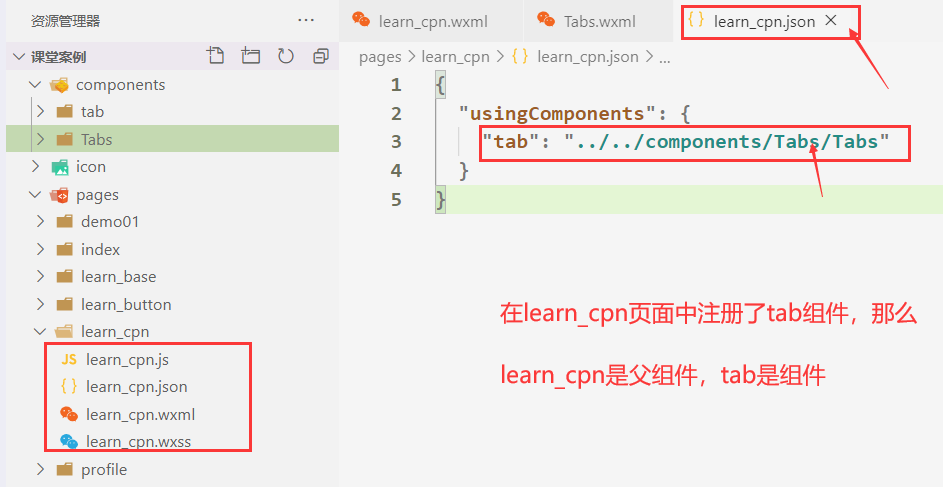 资源管理器
···
课堂案例
components
tab
Tabs
icon
pages
demo01
index
learn_base
learn_button
learn_cpn
JS learn_cpn.js
{ } learn_cpn.json
learn_cpn.wxml
learn_cpn.wxss
profile
learn_cpn.wxml
Tabs.wxml
{ } learn_cpn.json ×
pages > learn_cpn > { } learn_cpn.json > ...
1 {
2 "usingComponents": {
3 "tab": "../../components/Tabs/Tabs"
4 }
5 }
在learn_cpn页面中注册了tab组件，那么
learn_cpn是父组件，tab是组件